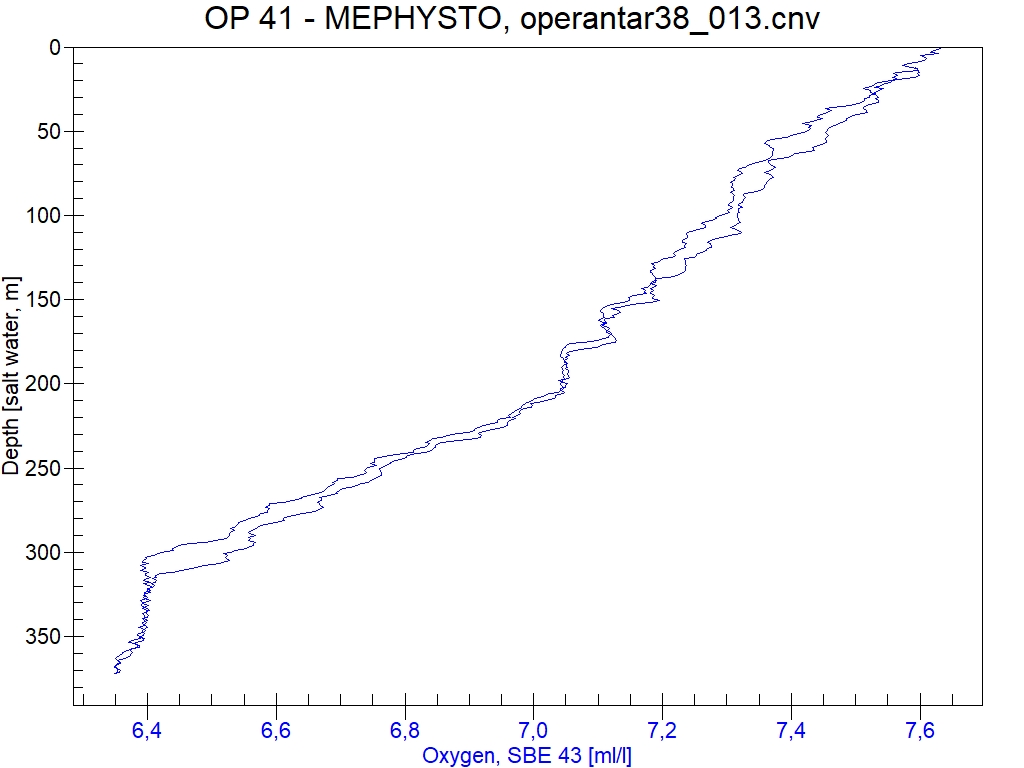 OP 41 - MEPHYSTO, operantar38_013.cnv
0
50
100
150
200
250
300
350
Depth [salt water, m]
6,4 6,6 6,8 7,0 7,2 7,4 7,6
Oxygen, SBE 43 [ml/l]